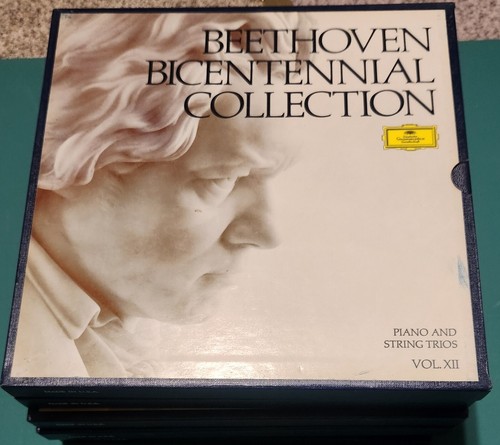 BEETHOVEN
BICENTENNIAL
COLLECTION
PIANO AND
STRING TRIOS
VOL. XII